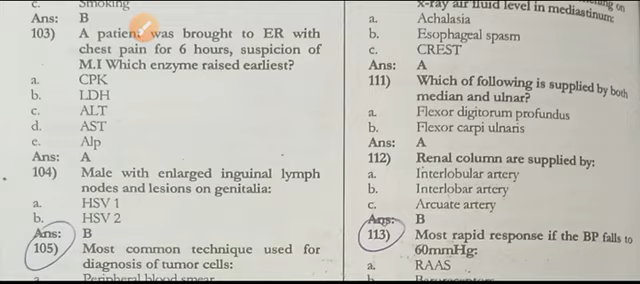 c. Smoking
Ans: B
103) A patient was brought to ER with
chest pain for 6 hours, suspicion of
M.I Which enzyme raised earliest?
a. CPK
b. LDH
c. ALT
d. AST
e. Alp
Ans: A
104) Male with enlarged inguinal lymph
nodes and lesions on genitalia:
a. HSV 1
b. HSV 2
Ans: B
105) Most common technique used for
diagnosis of tumor cells:
a. Peripheral blood smear
x-ray air fluid level in mediastinum:
a. Achalasia
b. Esophageal spasm
c. CREST
Ans: A
111) Which of following is supplied by both
median and ulnar?
a. Flexor digitorum profundus
b. Flexor carpi ulnaris
Ans: A
112) Renal column are supplied by:
a. Interlobular artery
b. Interlobar artery
c. Arcuate artery
Ans: B
113) Most rapid response if the BP falls to
60mmHg:
a. RAAS
b. Baroreceptors